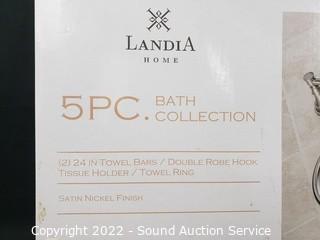 LANDIA
HOME
5PC. BATH
COLLECTION
(2) 24 IN TOWEL BARS / DOUBLE ROBE HOOK
TISSUE HOLDER / TOWEL RING
SATIN NICKEL FINISH
Copyright 2022 - Sound Auction Service